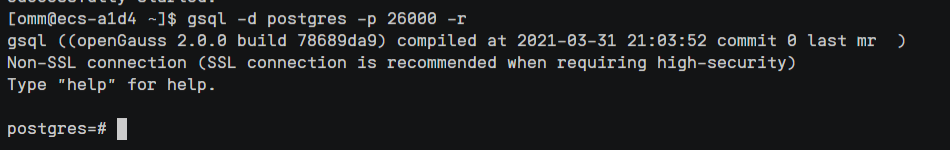 [omm@ecs-a1d4 ~]$ gsql -d postgres -p 26000 -r
gsql ((openGauss 2.0.0 build 78689da9) compiled at 2021-03-31 21:03:52 commit 0 last mr  )
Non-SSL connection (SSL connection is recommended when requiring high-security)
Type "help" for help.
postgres=#